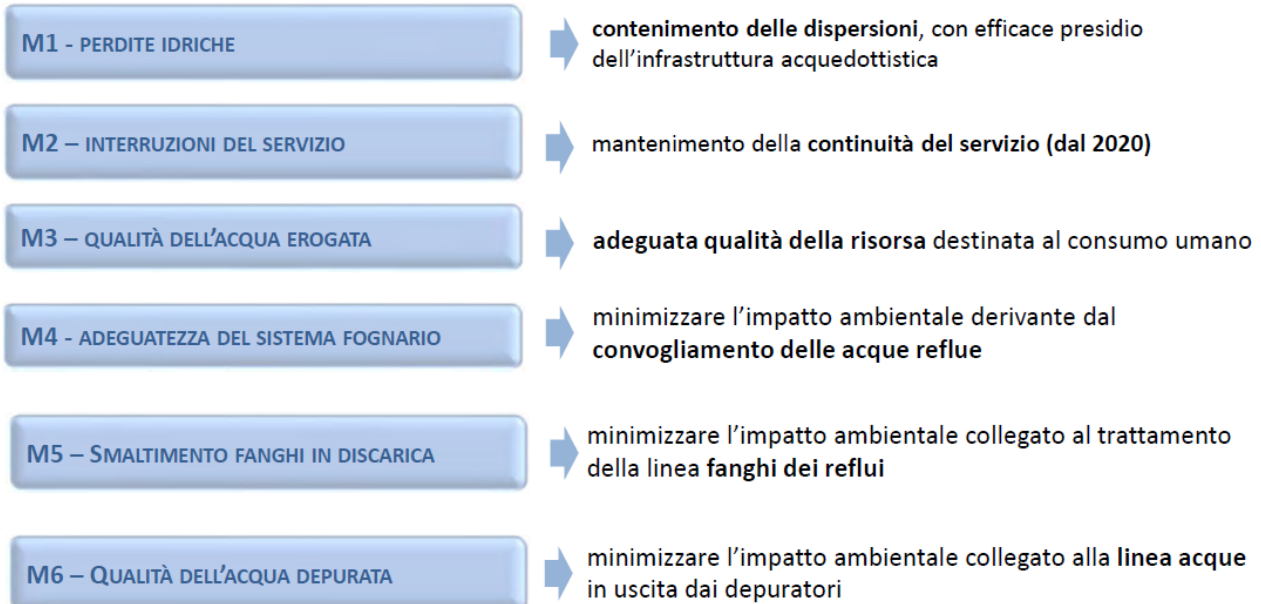 M1 - PERDITE IDRICHE
contenimento delle dispersioni, con efficace presidio
dell'infrastruttura acquedottistica
M2 – INTERRUZIONI DEL SERVIZIO
mantenimento della continuità del servizio (dal 2020)
M3 – QUALITÀ DELL'ACQUA EROGATA
adeguata qualità della risorsa destinata al consumo umano
M4 - ADEGUATEZZA DEL SISTEMA FOGNARIO
minimizzare l'impatto ambientale derivante dal
convogliamento delle acque reflue
M5 – SMALTIMENTO FANGHI IN DISCARICA
minimizzare l'impatto ambientale collegato al trattamento
della linea fanghi dei reflui
M6 – QUALITÀ DELL'ACQUA DEPURATA
minimizzare l'impatto ambientale collegato alla linea acque
in uscita dai depuratori